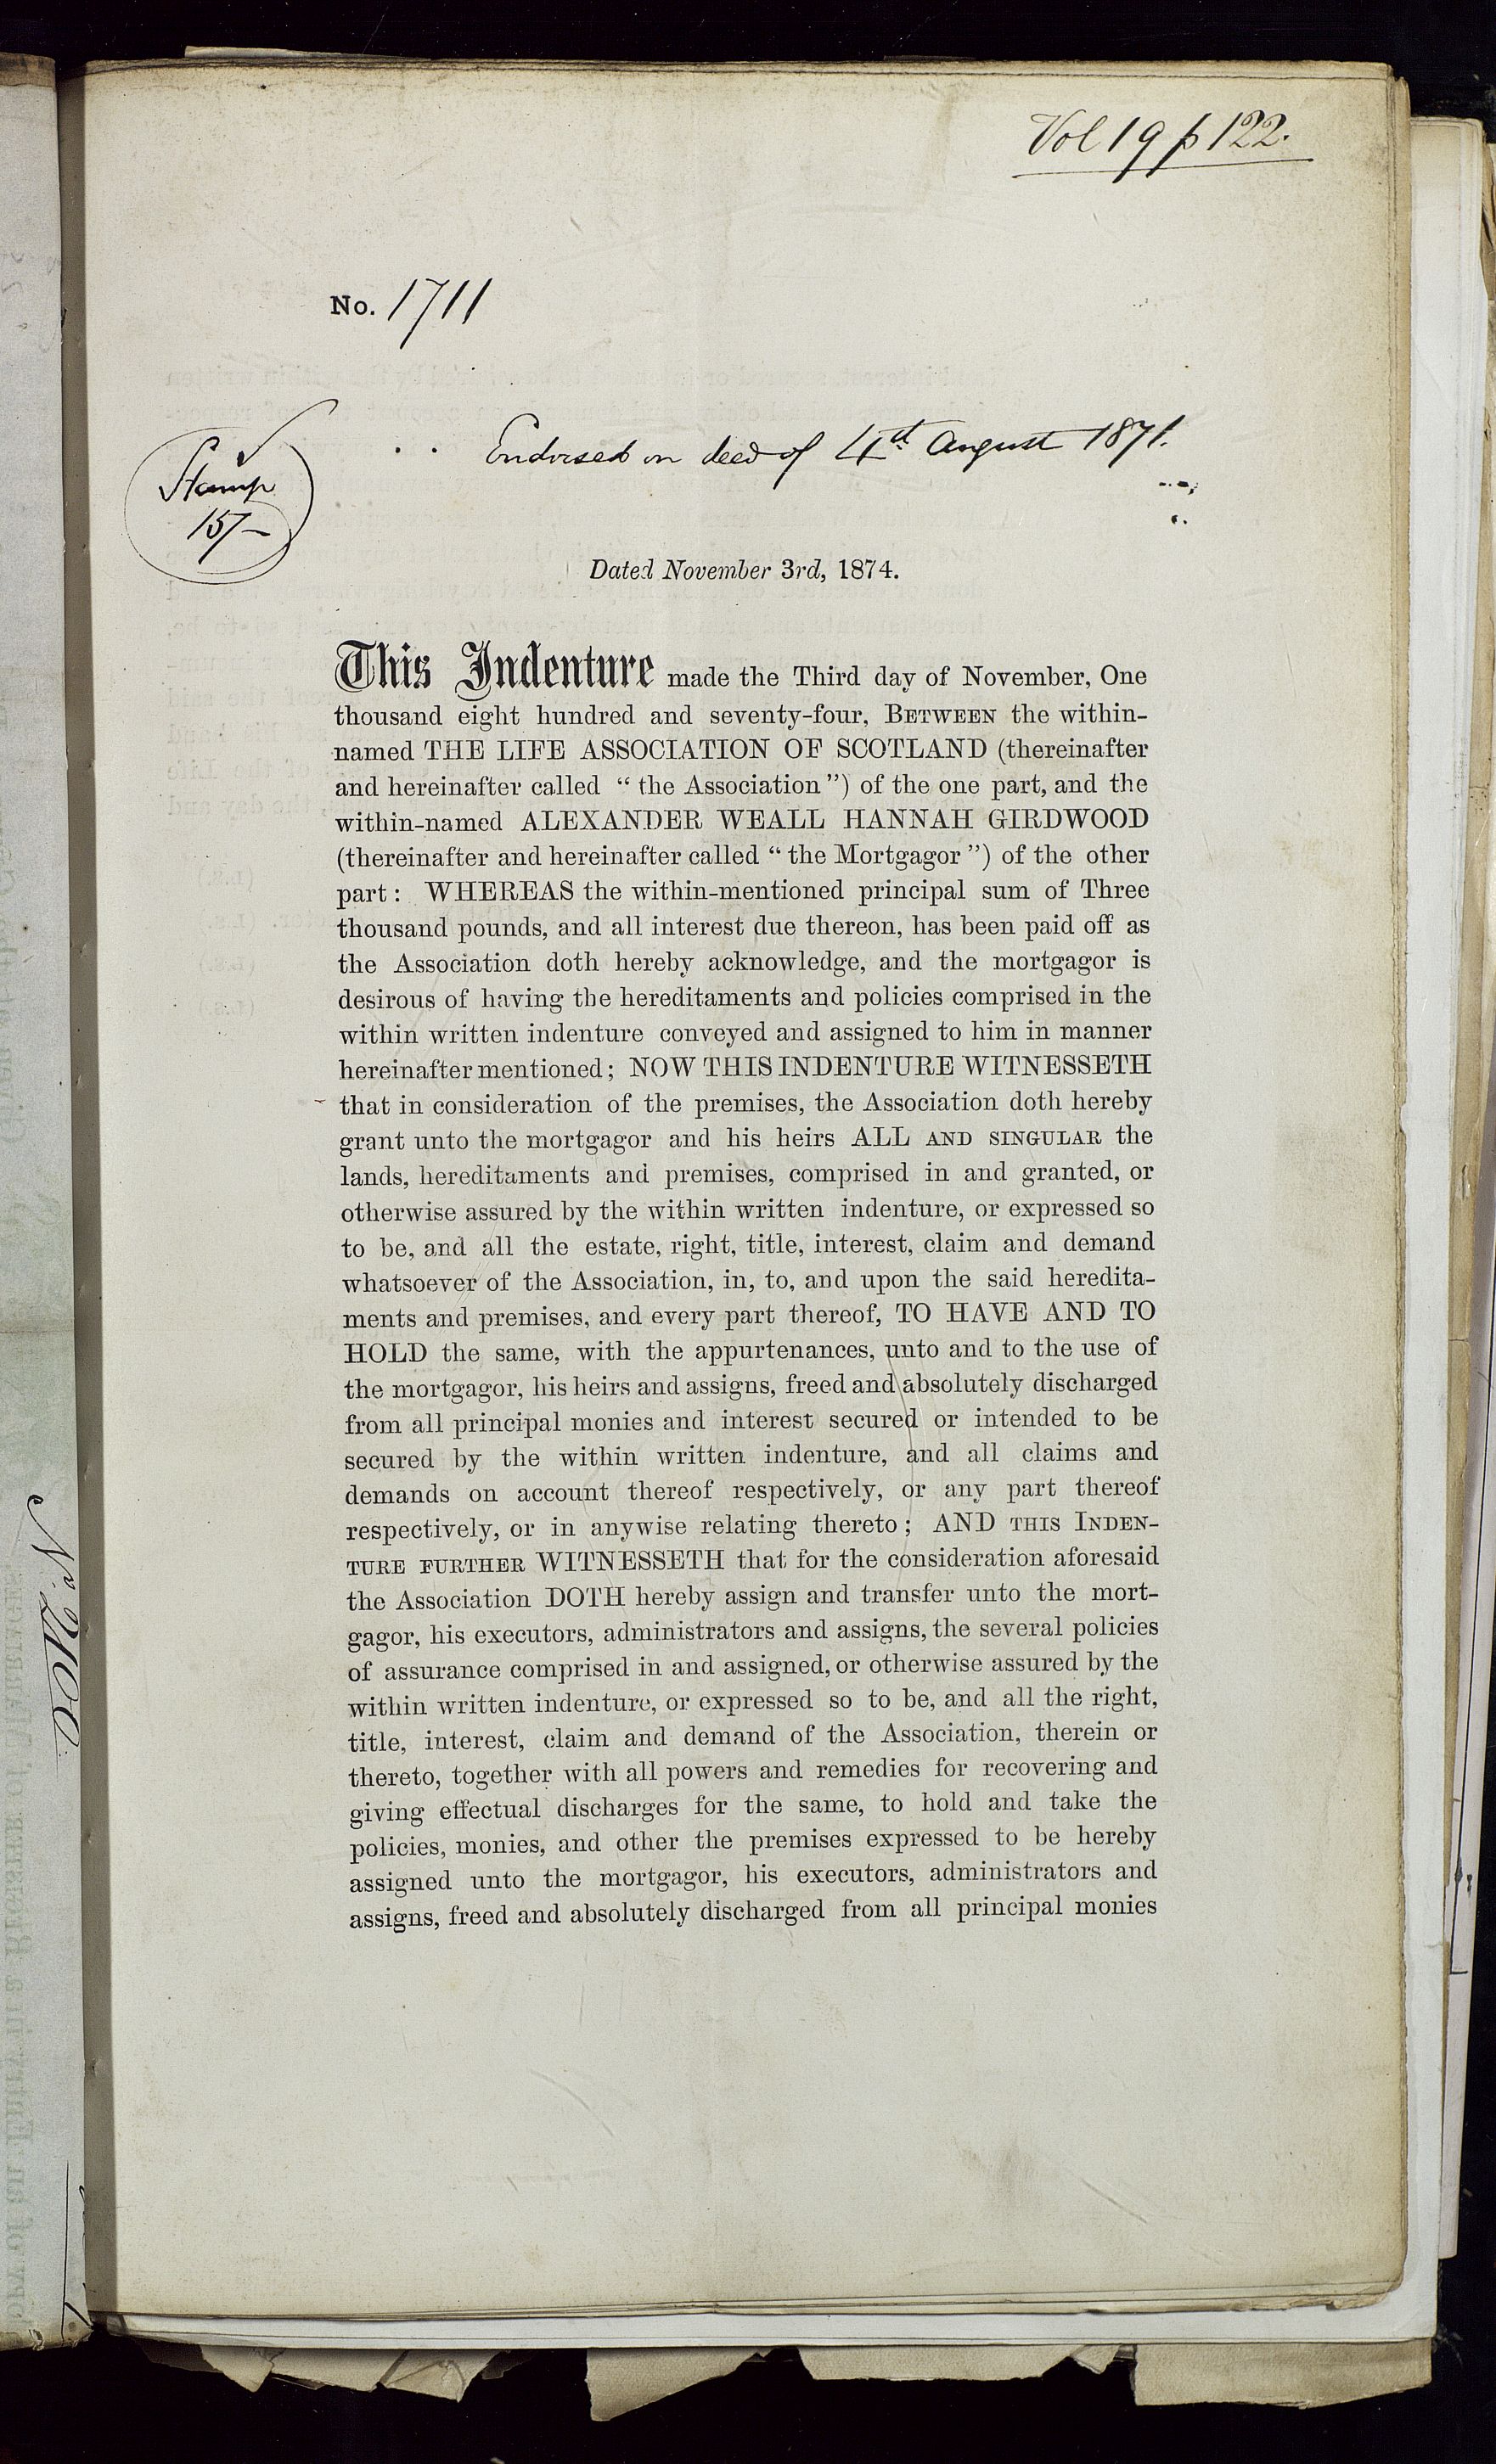 Vol 19 p 122.
No. 1711
Endorsed on deed of 4th August 1871.
Stamp
15/-
Dated November 3rd, 1874.
This Indenture made the Third day of November, One
thousand eight hundred and seventy-four, BETWEEN the within-
named THE LIFE ASSOCIATION OF SCOTLAND (thereinafter
and hereinafter called “ the Association ”) of the one part, and the
within-named ALEXANDER WEALL HANNAH GIRDWOOD
(thereinafter and hereinafter called “ the Mortgagor ”) of the other
part : WHEREAS the within-mentioned principal sum of Three
thousand pounds, and all interest due thereon, has been paid off as
the Association doth hereby acknowledge, and the mortgagor is
desirous of having the hereditaments and policies comprised in the
within written indenture conveyed and assigned to him in manner
hereinafter mentioned ; NOW THIS INDENTURE WITNESSETH
that in consideration of the premises, the Association doth hereby
grant unto the mortgagor and his heirs ALL AND SINGULAR the
lands, hereditaments and premises, comprised in and granted, or
otherwise assured by the within written indenture, or expressed so
to be, and all the estate, right, title, interest, claim and demand
whatsoever of the Association, in, to, and upon the said heredita-
ments and premises, and every part thereof, TO HAVE AND TO
HOLD the same, with the appurtenances, unto and to the use of
the mortgagor, his heirs and assigns, freed and absolutely discharged
from all principal monies and interest secured or intended to be
secured by the within written indenture, and all claims and
demands on account thereof respectively, or any part thereof
respectively, or in anywise relating thereto ; AND THIS INDEN-
TURE FURTHER WITNESSETH that for the consideration aforesaid
the Association DOTH hereby assign and transfer unto the mort-
gagor, his executors, administrators and assigns, the several policies
of assurance comprised in and assigned, or otherwise assured by the
within written indenture, or expressed so to be, and all the right,
title, interest, claim and demand of the Association, therein or
thereto, together with all powers and remedies for recovering and
giving effectual discharges for the same, to hold and take the
policies, monies, and other the premises expressed to be hereby
assigned unto the mortgagor, his executors, administrators and
assigns, freed and absolutely discharged from all principal monies